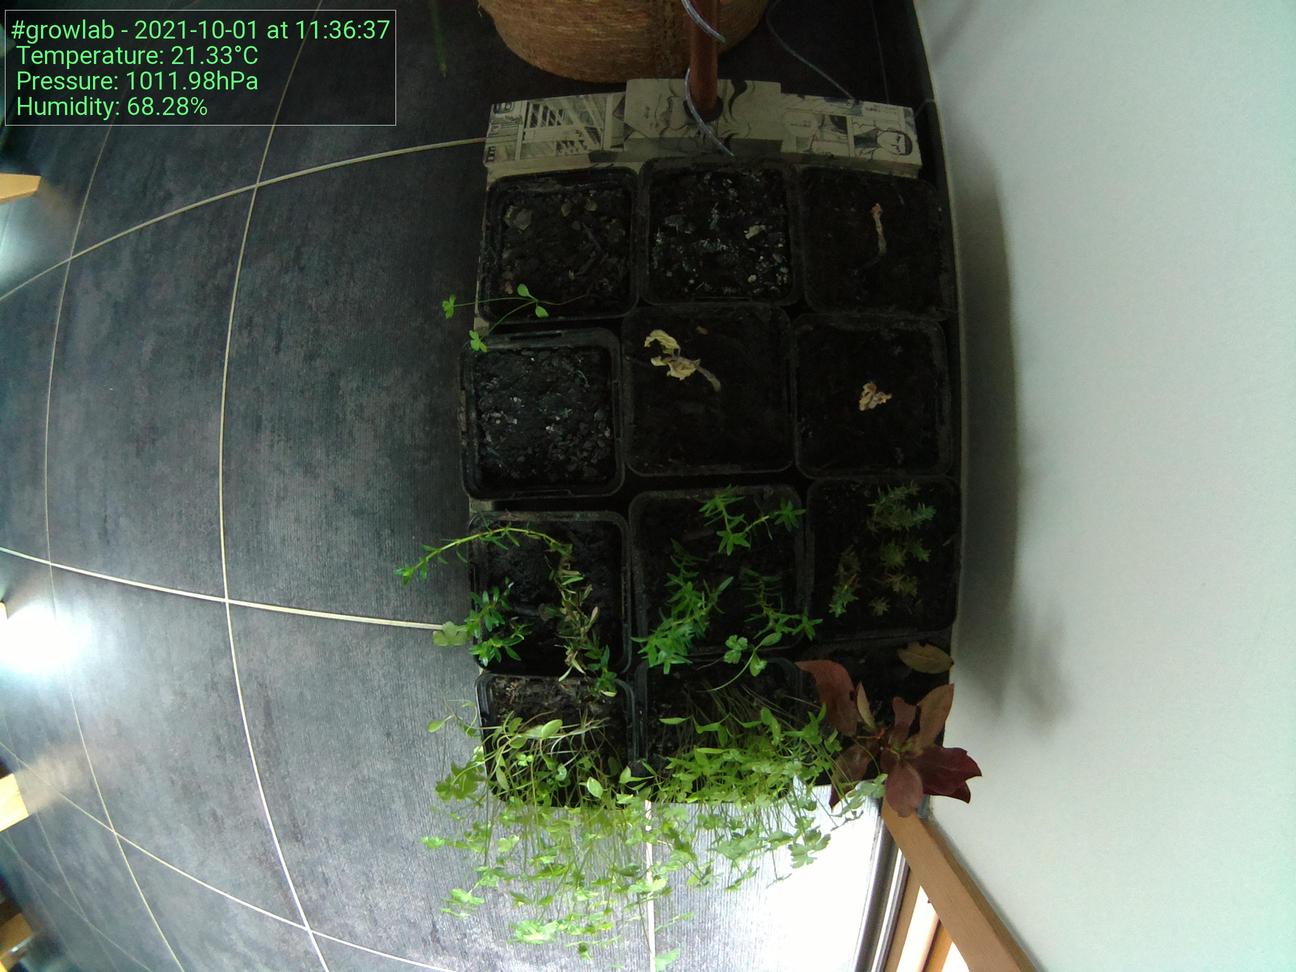 #growlab - 2021-10-01 at 11:36:37
Temperature: 21.33°C
Pressure: 1011.98hPa
Humidity: 68.28%